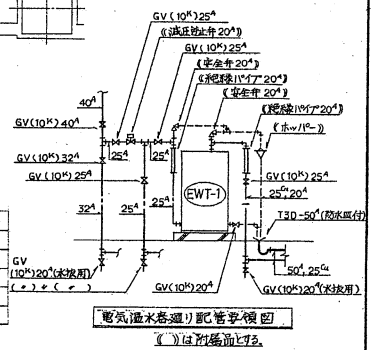 GV(10K)25A
《減圧逆止弁20A》
GV(10K)25A
《安全弁20A》
《絶縁パイプ20A》
《安全弁20A》
《絶縁パイプ20A》
《ホッパー》
40A
40A
GV(10K)40A
GV(10K)32A
GV(10K)25A
25A
25A
GV(10K)25A
25Cu, 20A
EWT-1
32A
25A
25A
T3D-50A(防水皿付)
GV
(10K)20A(水抜用)
(〃)〃(〃)
GV(10K)20A
GV(10K)20A(水抜用)
50A, 25Cu
電気温水器廻り配管要領図
《 》は附属品とする。